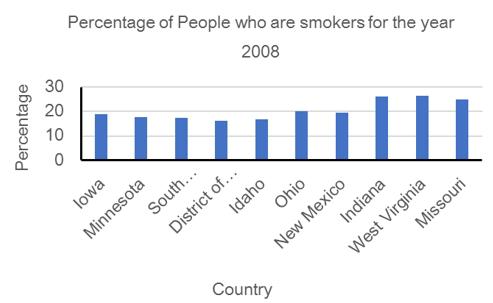 Percentage of People who are smokers for the year
2008
Percentage
30
20
10
0
Iowa
Minnesota
South...
District of...
Idaho
Ohio
New Mexico
Indiana
West Virginia
Missouri
Country